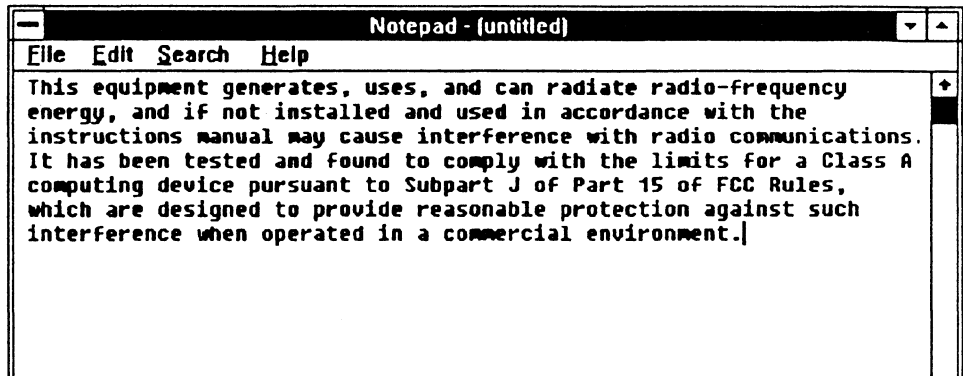 Notepad - (untitled)
File Edit Search Help
This equipment generates, uses, and can radiate radio-frequency
energy, and if not installed and used in accordance with the
instructions manual may cause interference with radio communications.
It has been tested and found to comply with the limits for a Class A
computing device pursuant to Subpart J of Part 15 of FCC Rules,
which are designed to provide reasonable protection against such
interference when operated in a commercial environment.